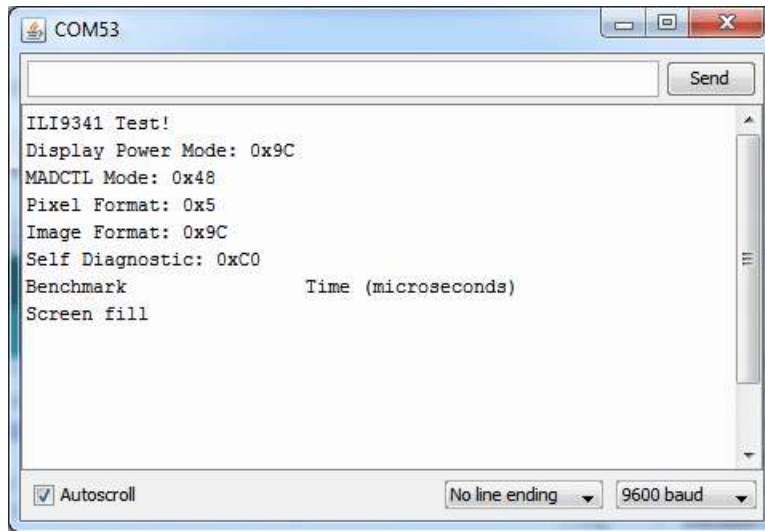 COM53
Send
ILI9341 Test!
Display Power Mode: 0x9C
MADCTL Mode: 0x48
Pixel Format: 0x5
Image Format: 0x9C
Self Diagnostic: 0xC0
Benchmark                Time (microseconds)
Screen fill
Autoscroll No line ending 9600 baud